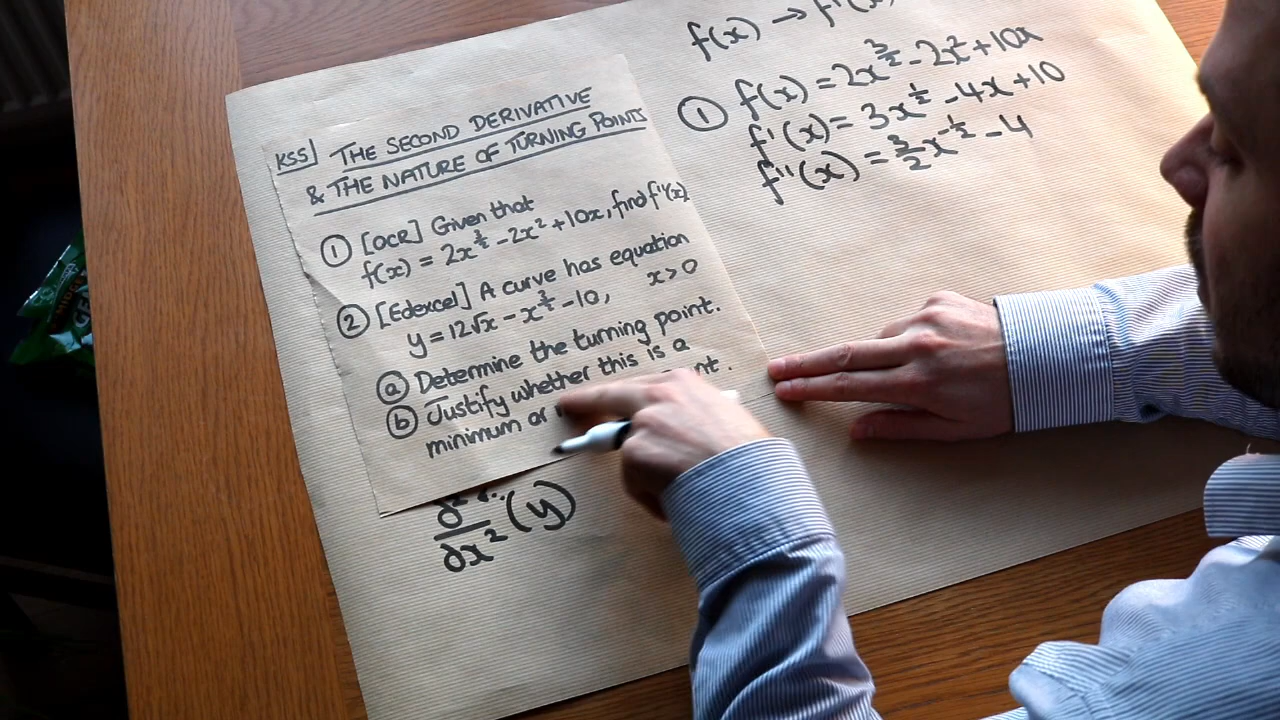 KS5
THE SECOND DERIVATIVE
& THE NATURE OF TURNING POINTS
① [OCR] Given that
f(x) = 2x^{3/2} - 2x² + 10x, find f''(x)
② [Edexcel] A curve has equation
y = 12√x - x^{3/2} - 10, x > 0
ⓐ Determine the turning point.
ⓑ Justify whether this is a
minimum or
f(x) → f'(x)
① f(x) = 2x^{3/2} - 2x² + 10x
f'(x) = 3x^{1/2} - 4x + 10
f''(x) = 3/2 x^{-1/2} - 4
dx² (y)